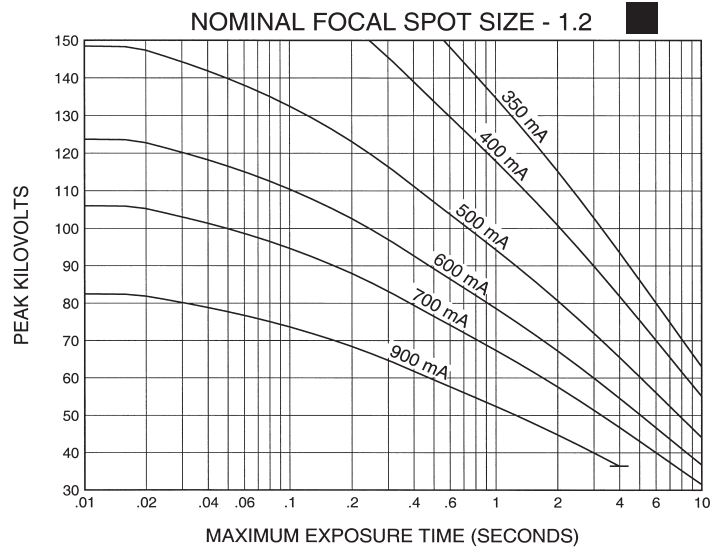 NOMINAL FOCAL SPOT SIZE - 1.2
150
140
130
120
110
100
90
80
70
60
50
40
30
PEAK KILOVOLTS
350 mA
400 mA
500 mA
600 mA
700 mA
900 mA
.01 .02 .04 .06 .1 .2 .4 .6 1 2 4 6 10
MAXIMUM EXPOSURE TIME (SECONDS)